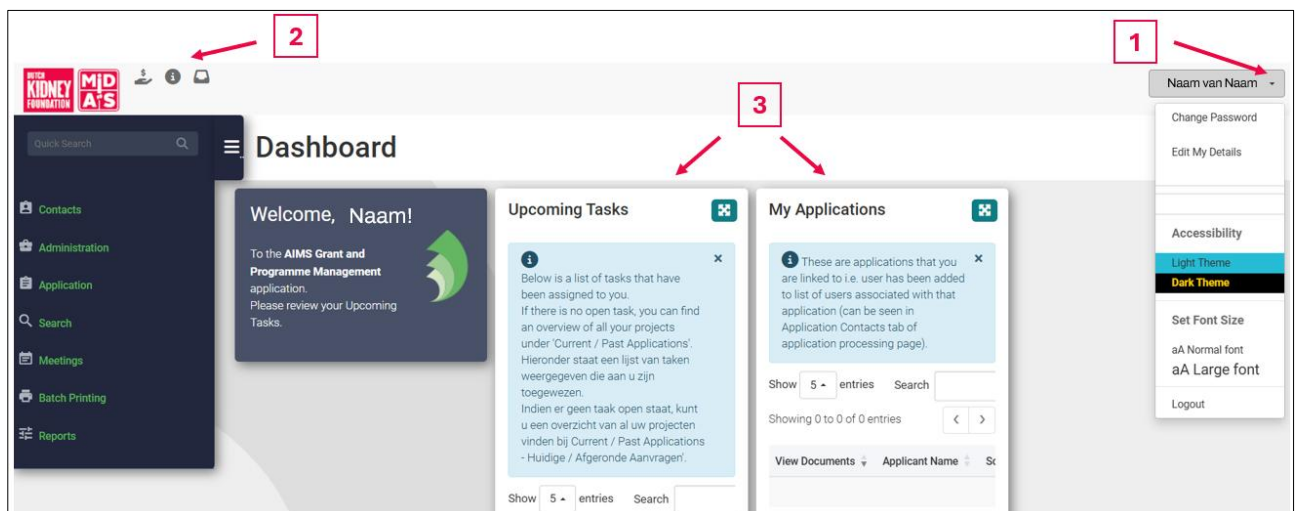 2
1
DUTCH
KIDNEY
FOUNDATION
MiD
A'S
Naam van Naam
3
Change Password
Quick Search
Dashboard
Edit My Details
Contacts
Administration
Application
Search
Meetings
Batch Printing
Reports
Welcome, Naam!
To the AIMS Grant and
Programme Management
application.
Please review your Upcoming
Tasks.
Upcoming Tasks
Below is a list of tasks that have
been assigned to you.
If there is no open task, you can find
an overview of all your projects
under 'Current / Past Applications'.
Hieronder staat een lijst van taken
weergegeven die aan u zijn
toegewezen.
Indien er geen taak open staat, kunt
u een overzicht van al uw projecten
vinden bij Current / Past Applications
- Huidige / Afgeronde Aanvragen'.
Show 5 entries Search
My Applications
These are applications that you
are linked to i.e. user has been added
to list of users associated with that
application (can be seen in
Application Contacts tab of
application processing page).
Show 5 entries Search
Showing 0 to 0 of 0 entries
View Documents Applicant Name Sc
Accessibility
Light Theme
Dark Theme
Set Font Size
aA Normal font
aA Large font
Logout